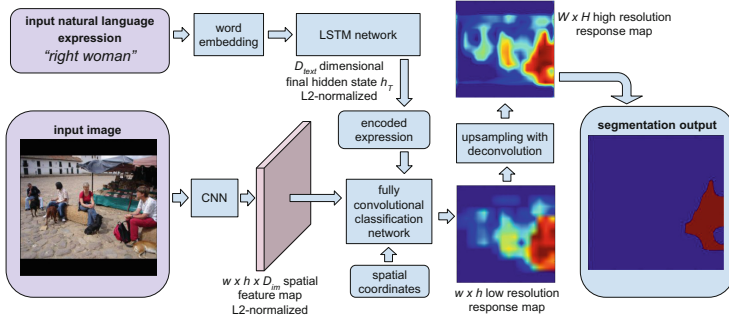 input natural language
expression
"right woman"
word
embedding
LSTM network
D_text dimensional
final hidden state h_T
L2-normalized
encoded
expression
input image
CNN
w x h x D_im spatial
feature map
L2-normalized
fully
convolutional
classification
network
spatial
coordinates
w x h low resolution
response map
upsampling with
deconvolution
W x H high resolution
response map
segmentation output